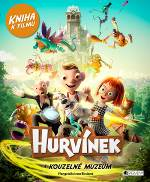 KNIHA
K FILMU
HURVÍNEK
A KOUZELNÉ MUZEUM